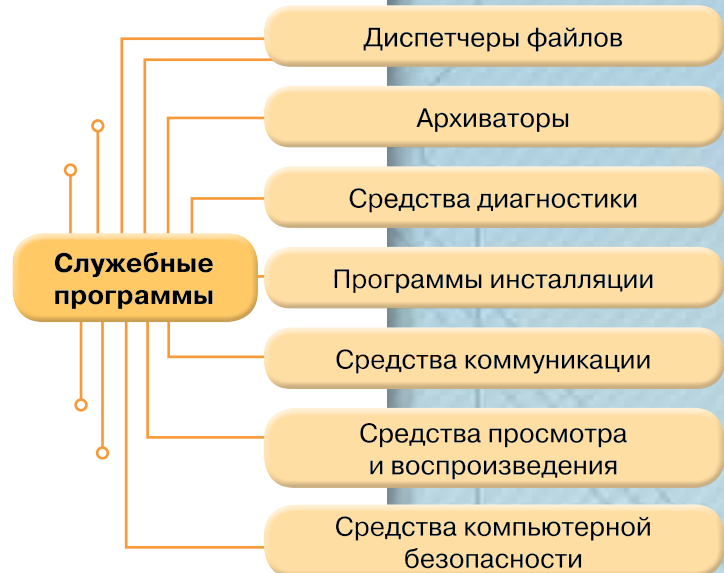 Диспетчеры файлов
Архиваторы
Средства диагностики
Служебные
программы
Программы инсталляции
Средства коммуникации
Средства просмотра
и воспроизведения
Средства компьютерной
безопасности